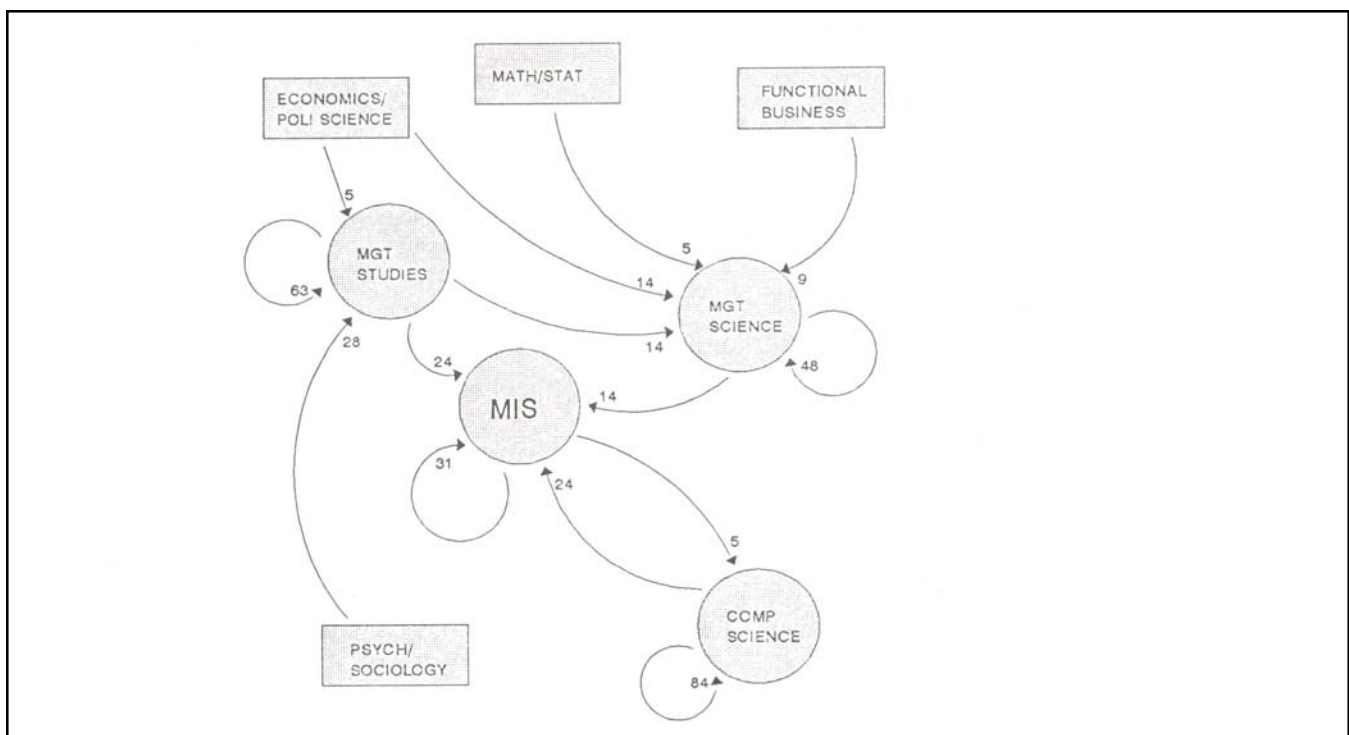 MATH/STAT
ECONOMICS/
POLI SCIENCE
FUNCTIONAL
BUSINESS
5
5
14
9
MGT
STUDIES
63
MGT
SCIENCE
28
14
48
24
14
MIS
31
24
5
CCMP
SCIENCE
PSYCH/
SOCIOLOGY
84